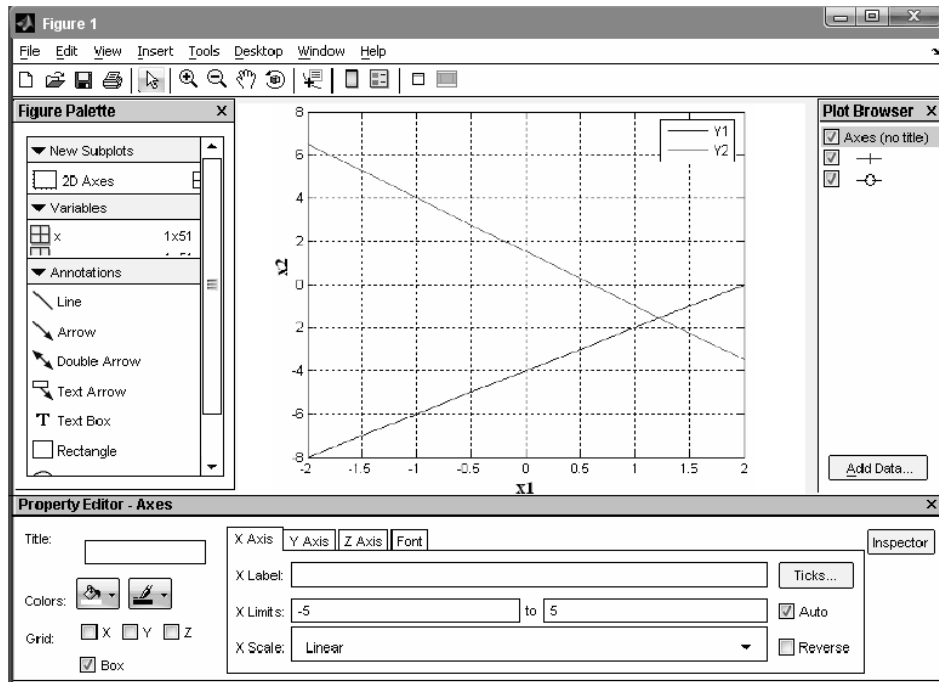 Figure 1
File Edit View Insert Tools Desktop Window Help
Figure Palette X
New Subplots
2D Axes
Variables
x 1x51
Annotations
Line
Arrow
Double Arrow
Text Arrow
T Text Box
Rectangle
8
6
4
2
0
2
-4
-6
-8
x2
-2 -1.5 -1 -0.5 0 0.5 1 1.5 2
x1
Y1
Y2
Plot Browser X
Axes (no title)
Add Data...
Property Editor - Axes X
Title:
Colors:
Grid: X Y Z
Box
X Axis Y Axis Z Axis Font
X Label:
Ticks...
X Limits: -5 to 5
Auto
X Scale: Linear
Reverse
Inspector